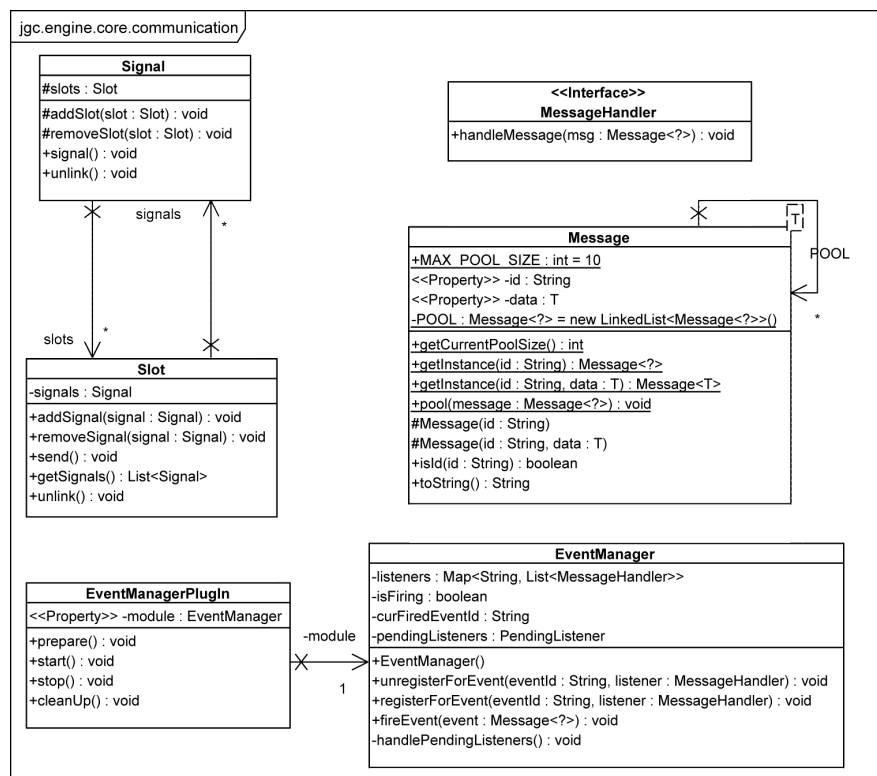 jgc.engine.core.communication
Signal
#slots : Slot
#addSlot(slot : Slot) : void
#removeSlot(slot : Slot) : void
+signal() : void
+unlink() : void
<<Interface>>
MessageHandler
+handleMessage(msg : Message<?>) : void
signals
*
slots
*
Slot
-signals : Signal
+addSignal(signal : Signal) : void
+removeSignal(signal : Signal) : void
+send() : void
+getSignals() : List<Signal>
+unlink() : void
T
Message
+MAX_POOL_SIZE : int = 10
<<Property>> -id : String
<<Property>> -data : T
-POOL : Message<?> = new LinkedList<Message<?>>()
+getCurrentPoolSize() : int
+getInstance(id : String) : Message<?>
+getInstance(id : String, data : T) : Message<T>
+pool(message : Message<?>) : void
#Message(id : String)
#Message(id : String, data : T)
+isId(id : String) : boolean
+toString() : String
POOL
*
EventManagerPlugIn
<<Property>> -module : EventManager
+prepare() : void
+start() : void
+stop() : void
+cleanUp() : void
-module
1
EventManager
-listeners : Map<String, List<MessageHandler>>
-isFiring : boolean
-curFiredEventId : String
-pendingListeners : PendingListener
+EventManager()
+unregisterForEvent(eventId : String, listener : MessageHandler) : void
+registerForEvent(eventId : String, listener : MessageHandler) : void
+fireEvent(event : Message<?>) : void
-handlePendingListeners() : void